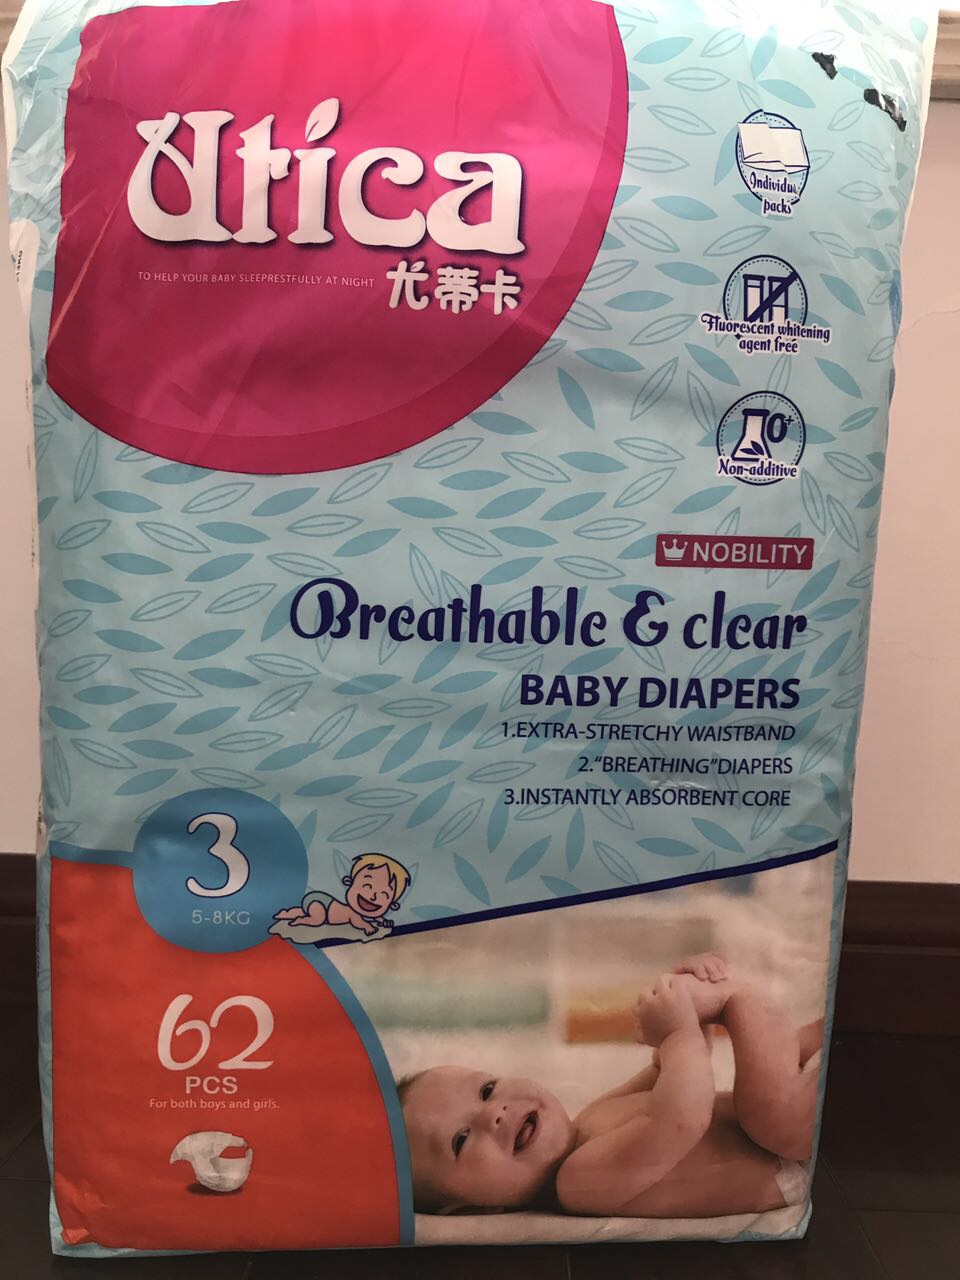 Utica
TO HELP YOUR BABY SLEEPRESTFULLY AT NIGHT
尤蒂卡
Individual
packs
Fluorescent whitening
agent free
0+
Non-additive
NOBILITY
Breathable & clear
BABY DIAPERS
1.EXTRA-STRETCHY WAISTBAND
2."BREATHING"DIAPERS
3.INSTANTLY ABSORBENT CORE
3
5-8KG
62
PCS
For both boys and girls.